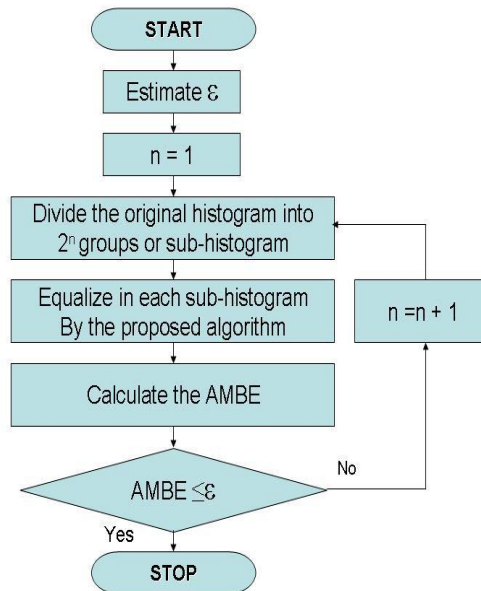 START
Estimate ε
n = 1
Divide the original histogram into
2ⁿ groups or sub-histogram
Equalize in each sub-histogram
By the proposed algorithm
n =n + 1
Calculate the AMBE
AMBE ≤ε
No
Yes
STOP